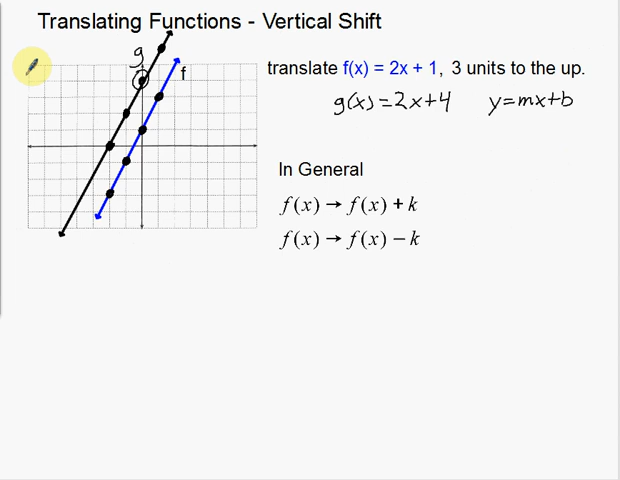 Translating Functions - Vertical Shift
g
f
translate f(x) = 2x + 1, 3 units to the up.
g(x)=2x+4 y=mx+b
In General
f(x) → f(x) + k
f(x) → f(x) − k